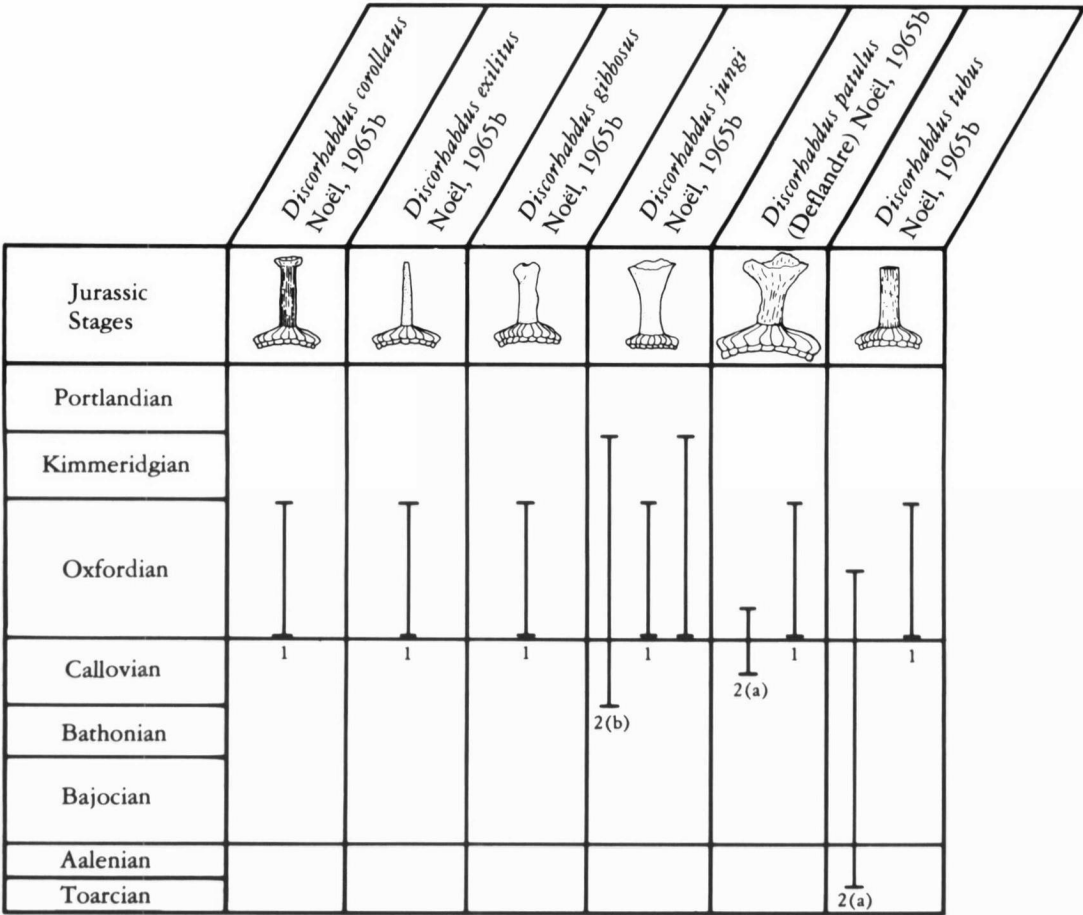 Discorhabdus corollatus
Noël, 1965b
Discorhabdus exilitus
Noël, 1965b
Discorhabdus gibbosus
Noël, 1965b
Discorhabdus jungi
Noël, 1965b
Discorhabdus patulus
(Deflandre) Noël, 1965b
Discorhabdus tubus
Noël, 1965b
Jurassic
Stages
Portlandian
Kimmeridgian
Oxfordian
Callovian
1
1
1
1
1
1
2(a)
2(b)
Bathonian
Bajocian
Aalenian
Toarcian
2(a)